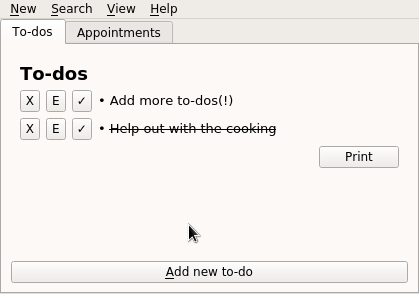 New Search View Help
To-dos Appointments
To-dos
X E ✓ • Add more to-dos(!)
X E ✓ • Help out with the cooking
Print
Add new to-do